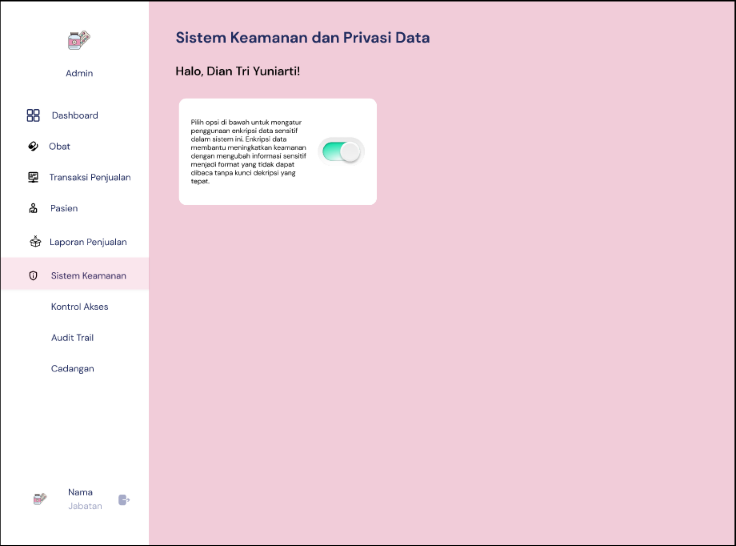 Admin
Dashboard
Obat
Transaksi Penjualan
Pasien
Laporan Penjualan
Sistem Keamanan
Kontrol Akses
Audit Trail
Cadangan
Nama
Jabatan
Sistem Keamanan dan Privasi Data
Halo, Dian Tri Yuniarti!
Pilih opsi di bawah untuk mengatur
penggunaan enkripsi data sensitif
dalam sistem ini. Enkripsi data
membantu meningkatkan keamanan
dengan mengubah informasi sensitif
menjadi format yang tidak dapat
dibaca tanpa kunci dekripsi yang
tepat.